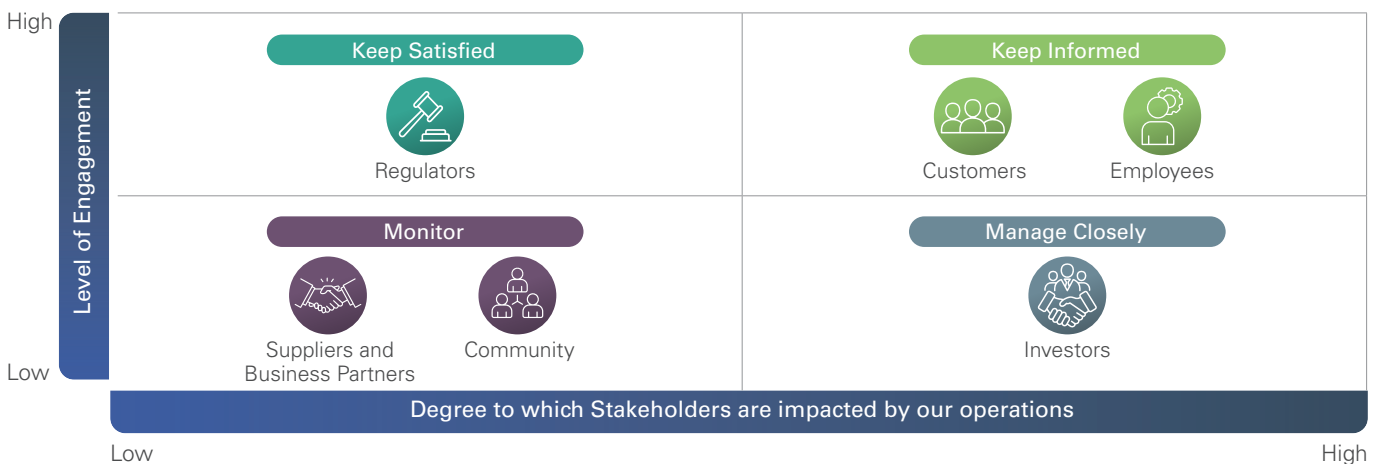 High
Level of Engagement
Low
Keep Satisfied
Regulators
Keep Informed
Customers
Employees
Monitor
Suppliers and
Business Partners
Community
Manage Closely
Investors
Degree to which Stakeholders are impacted by our operations
Low
High